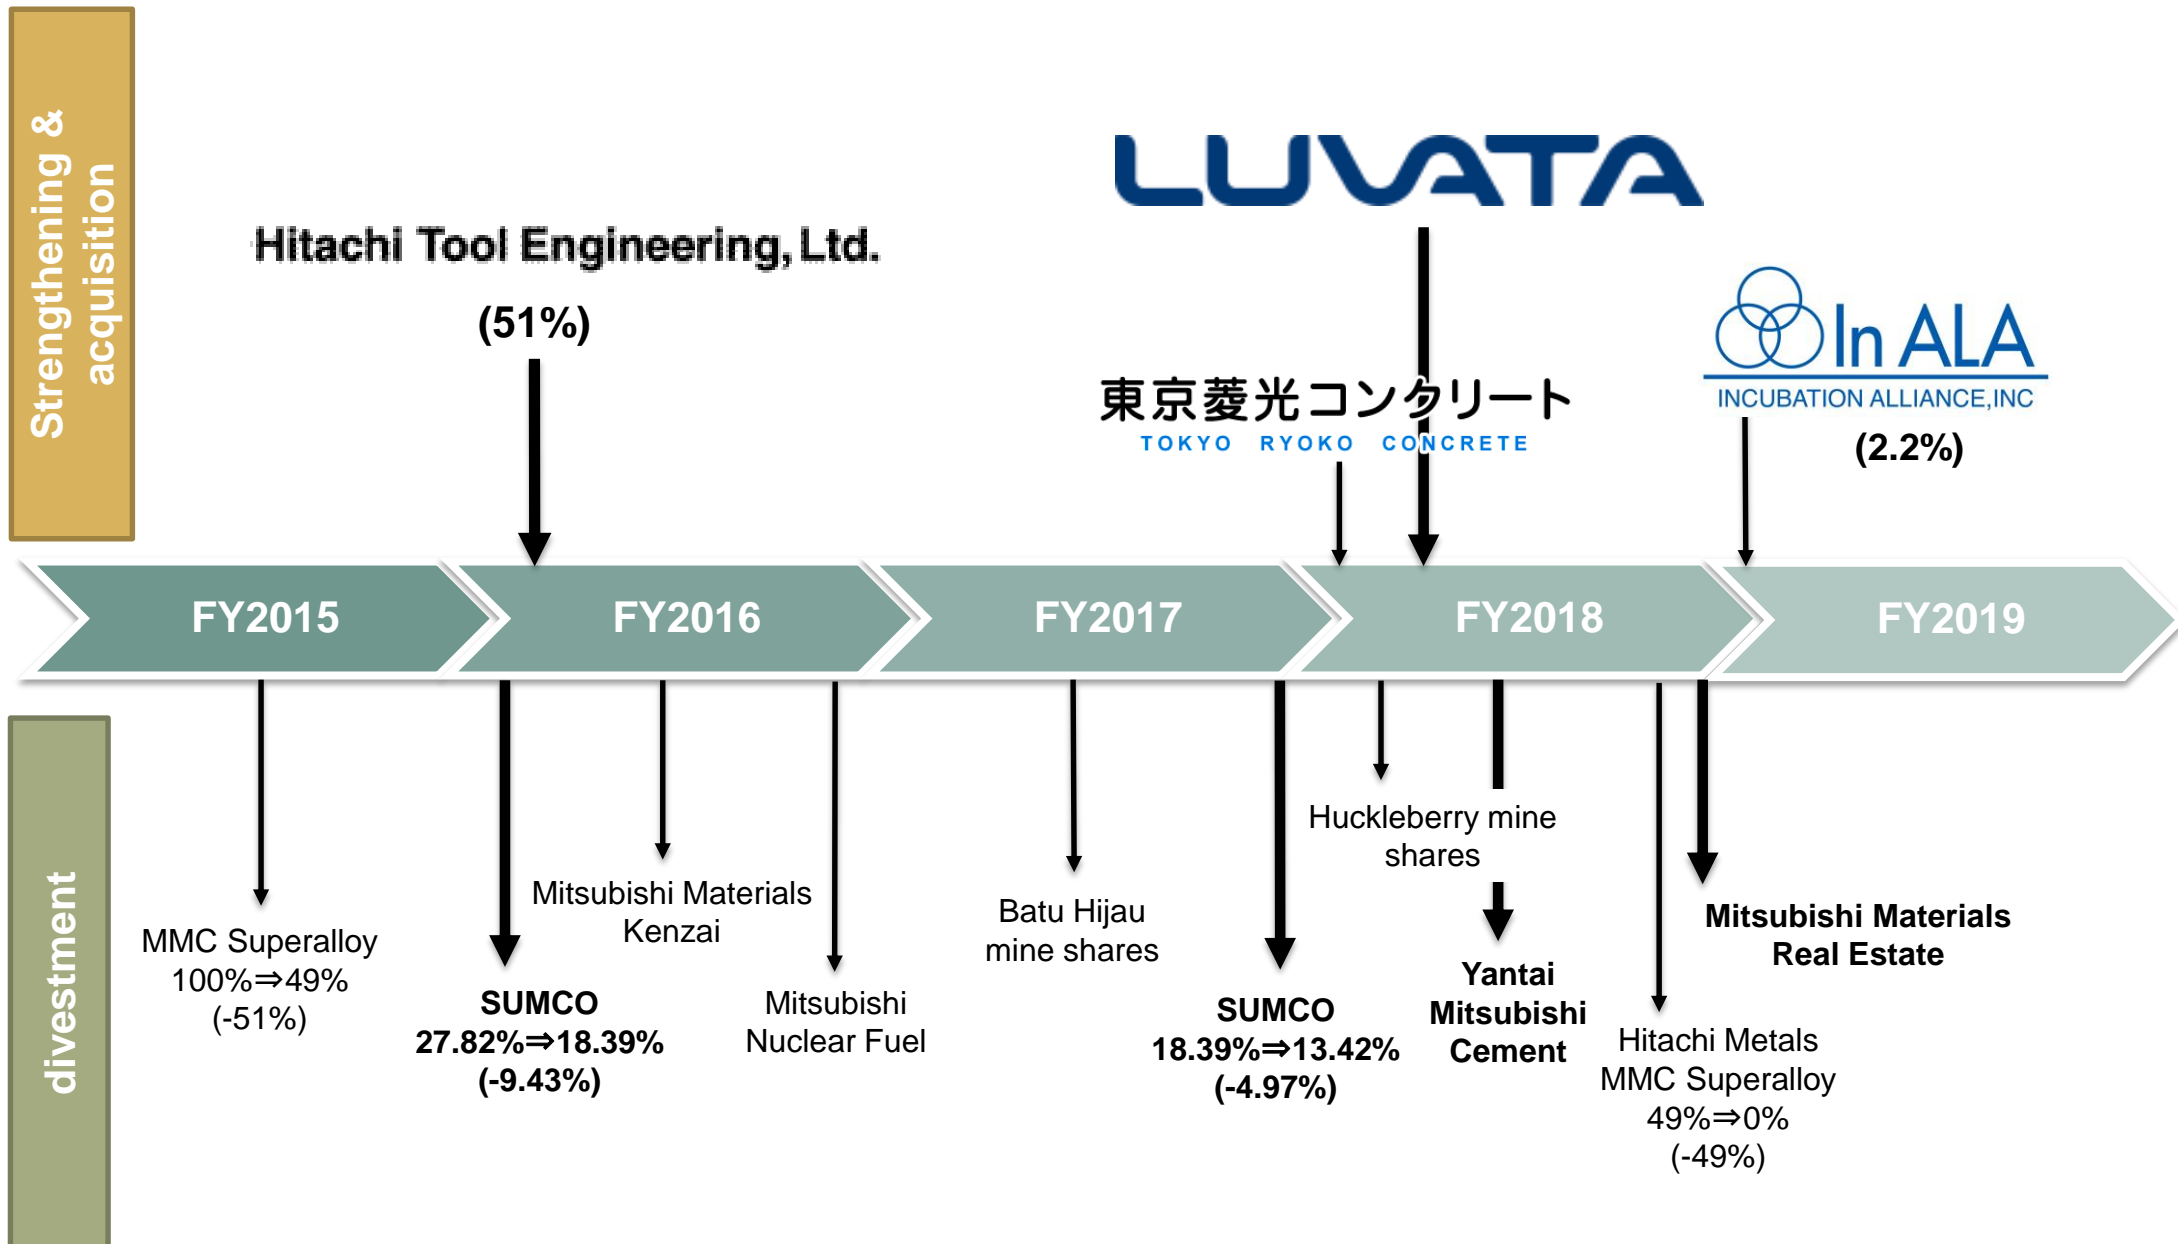 Strengthening &
acquisition
Hitachi Tool Engineering, Ltd.
(51%)
LUVATA
東京菱光コンクリート
TOKYO RYOKO CONCRETE
In ALA
INCUBATION ALLIANCE,INC
(2.2%)
FY2015
FY2016
FY2017
FY2018
FY2019
divestment
MMC Superalloy
100%⇒49%
(-51%)
SUMCO
27.82%⇒18.39%
(-9.43%)
Mitsubishi Materials
Kenzai
Mitsubishi
Nuclear Fuel
Batu Hijau
mine shares
SUMCO
18.39%⇒13.42%
(-4.97%)
Huckleberry mine
shares
Yantai
Mitsubishi
Cement
Hitachi Metals
MMC Superalloy
49%⇒0%
(-49%)
Mitsubishi Materials
Real Estate